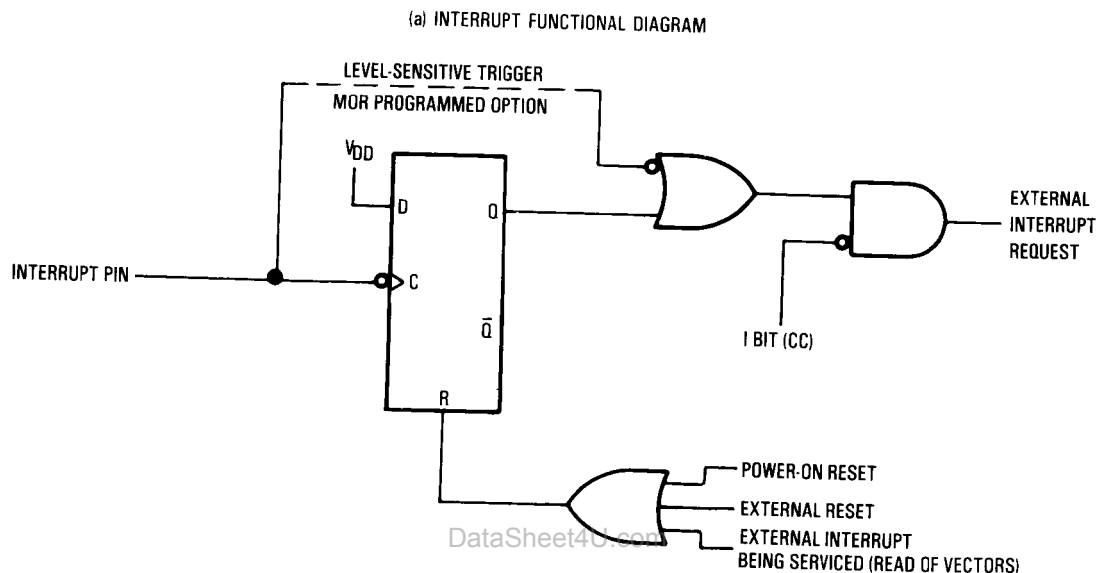 (a) INTERRUPT FUNCTIONAL DIAGRAM
LEVEL-SENSITIVE TRIGGER
MOR PROGRAMMED OPTION
VDD
D
Q
EXTERNAL
INTERRUPT
REQUEST
INTERRUPT PIN
C
Q̅
I BIT (CC)
R
POWER-ON RESET
EXTERNAL RESET
EXTERNAL INTERRUPT
BEING SERVICED (READ OF VECTORS)
DataSheet4U.com